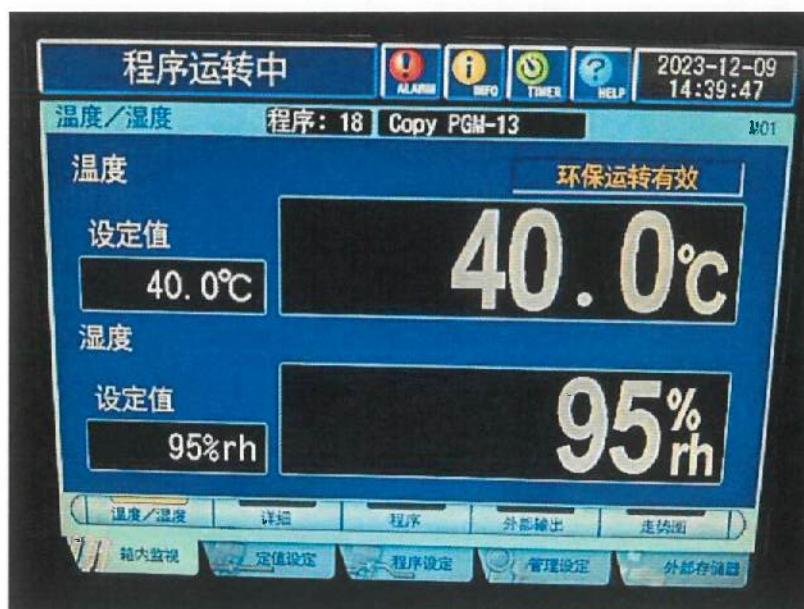 程序运转中
ALARM
INFO
TIMER
HELP
2023-12-09
14:39:47
温度/湿度
程序: 18
Copy PGM-13
M01
温度
环保运转有效
设定值
40.0℃
40.0℃
湿度
设定值
95%rh
95%rh
温度/湿度
详细
程序
外部输出
走势图
箱内监视
定值设定
程序设定
管理设定
外部存储器